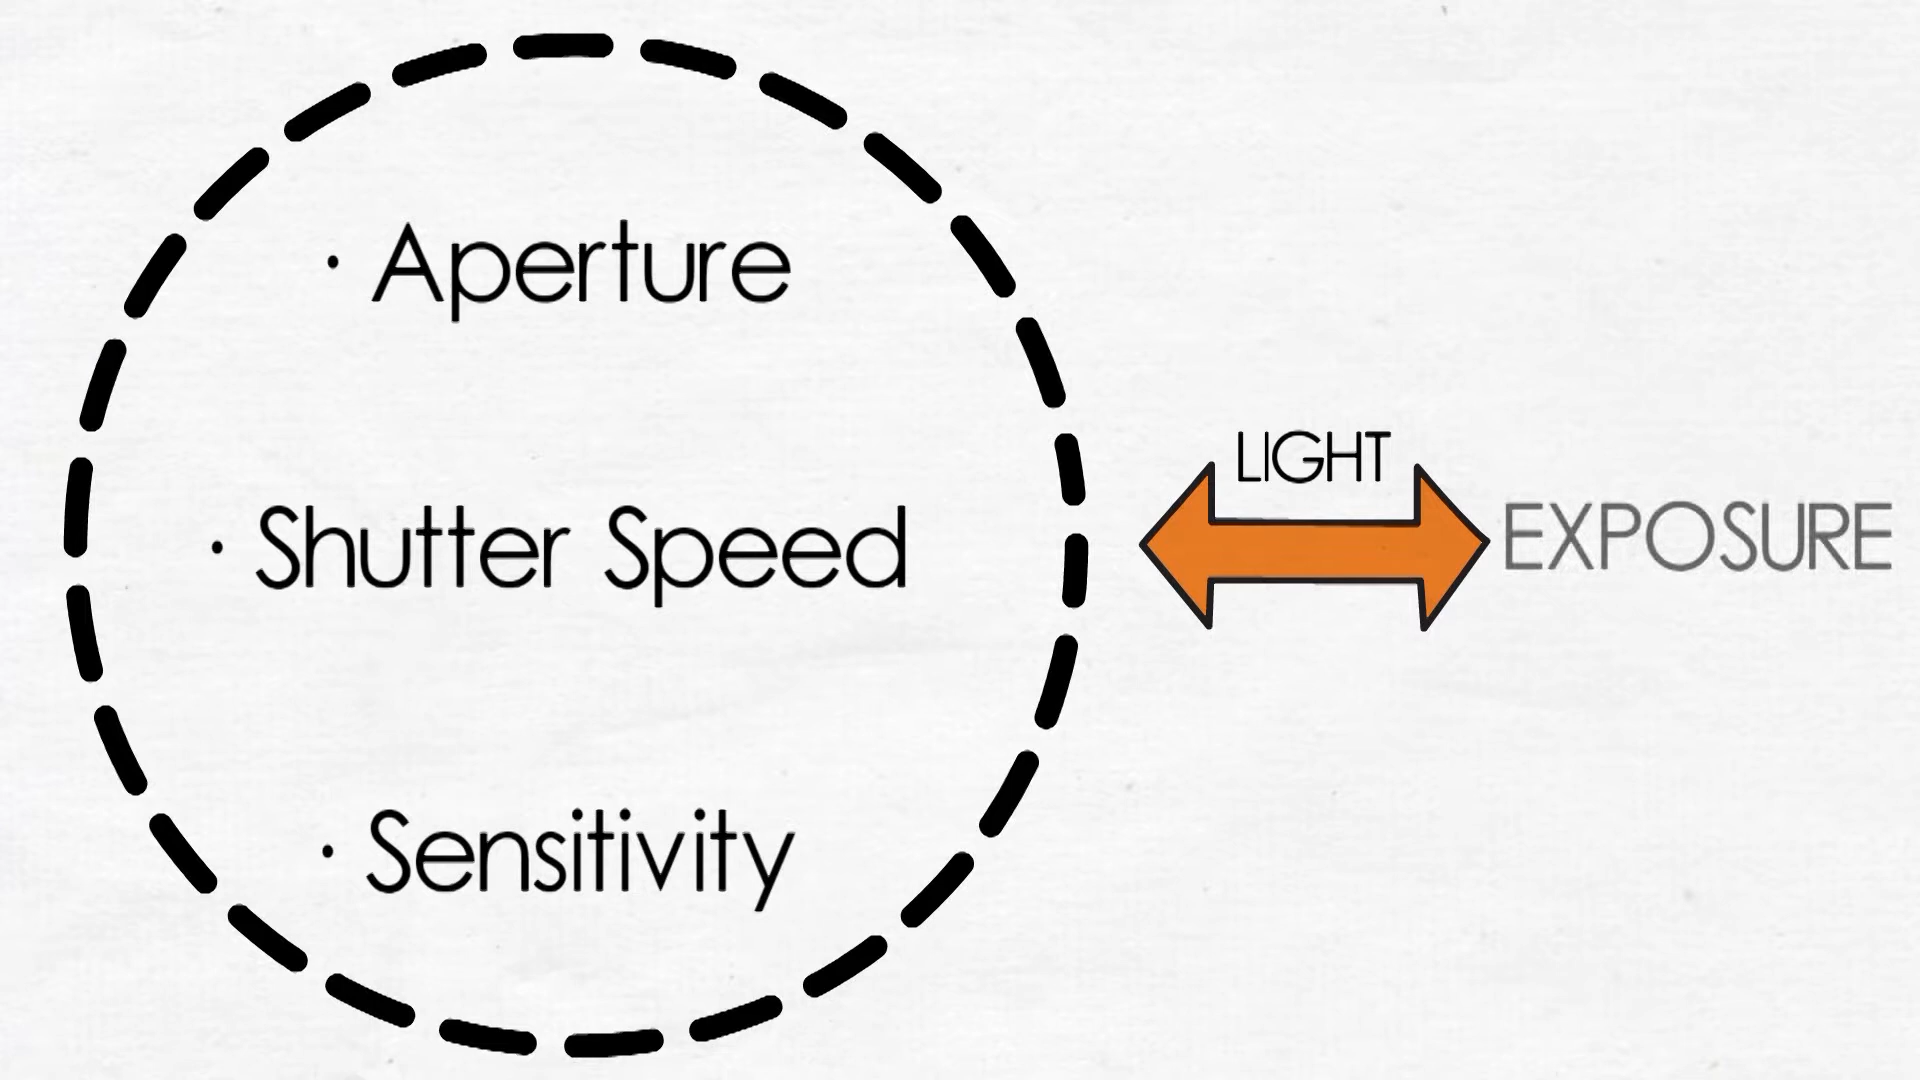 · Aperture
· Shutter Speed
· Sensitivity
LIGHT
EXPOSURE